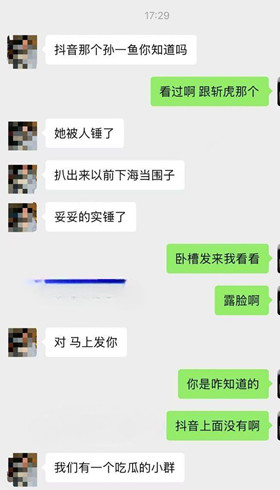 17:29
抖音那个孙一鱼你知道吗
看过啊 跟斩虎那个
她被人锤了
扒出来以前下海当围子
妥妥的实锤了
卧槽发来我看看
露脸啊
对 马上发你
你是咋知道的
抖音上面没有啊
我们有一个吃瓜的小群